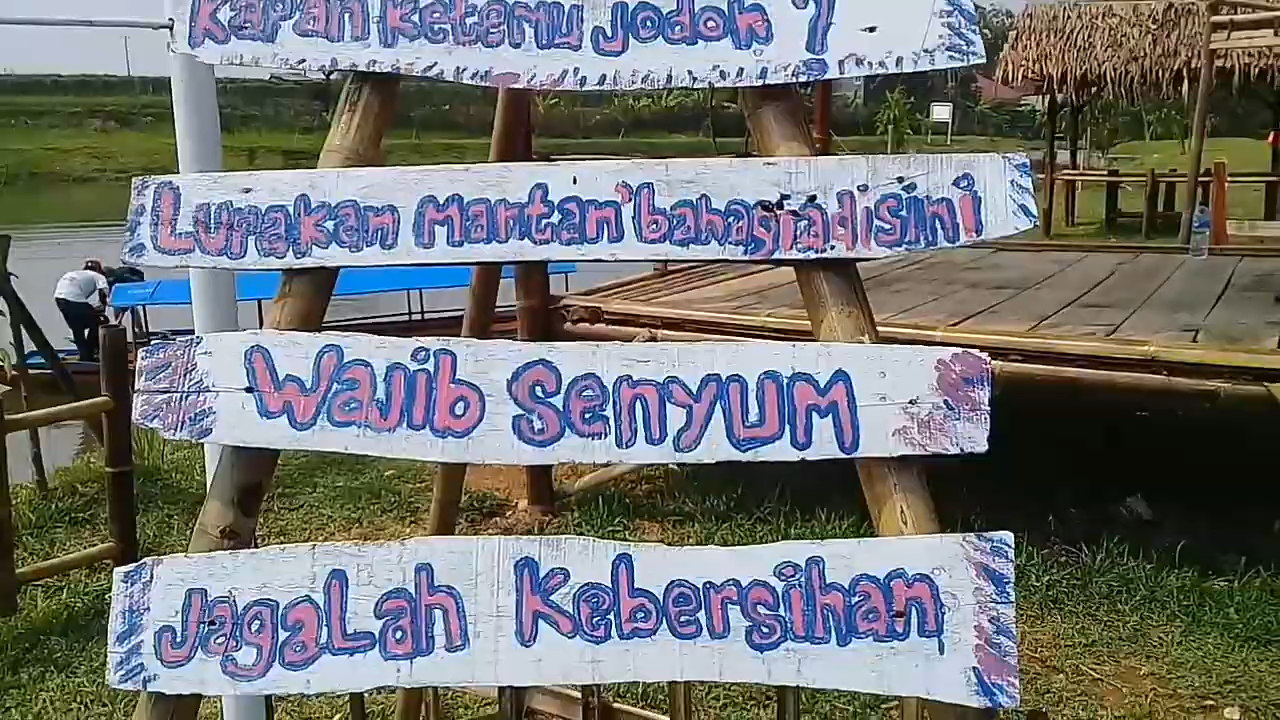 Kapan Ketemu Jodoh ?
Lupakan Mantan' bahagia disini
Wajib Senyum
Jagalah Kebersihan